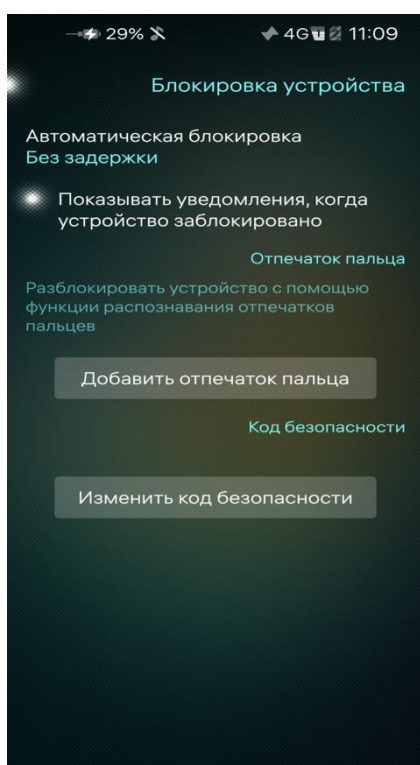 29% 4G 11:09
Блокировка устройства
Автоматическая блокировка
Без задержки
Показывать уведомления, когда
устройство заблокировано
Отпечаток пальца
Разблокировать устройство с помощью
функции распознавания отпечатков
пальцев
Добавить отпечаток пальца
Код безопасности
Изменить код безопасности